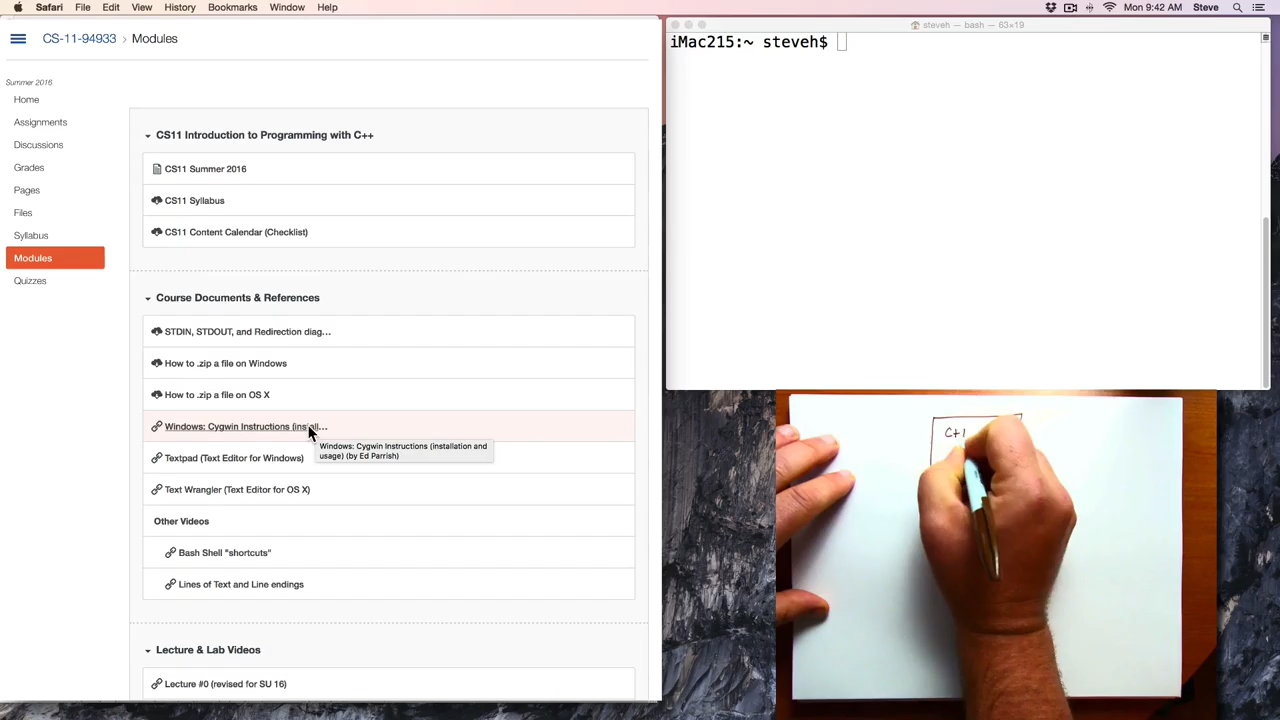 Safari File Edit View History Bookmarks Window Help Mon 9:42 AM Steve
CS-11-94933 › Modules
Summer 2016
Home
Assignments
Discussions
Grades
Pages
Files
Syllabus
Modules
Quizzes
CS11 Introduction to Programming with C++
CS11 Summer 2016
CS11 Syllabus
CS11 Content Calendar (Checklist)
Course Documents & References
STDIN, STDOUT, and Redirection diag...
How to .zip a file on Windows
How to .zip a file on OS X
Windows: Cygwin Instructions (install...
Windows: Cygwin Instructions (installation and
usage) (by Ed Parrish)
Textpad (Text Editor for Windows)
Text Wrangler (Text Editor for OS X)
Other Videos
Bash Shell "shortcuts"
Lines of Text and Line endings
Lecture & Lab Videos
Lecture #0 (revised for SU 16)
steveh — bash — 63×19
iMac215:~ steveh$
C+1